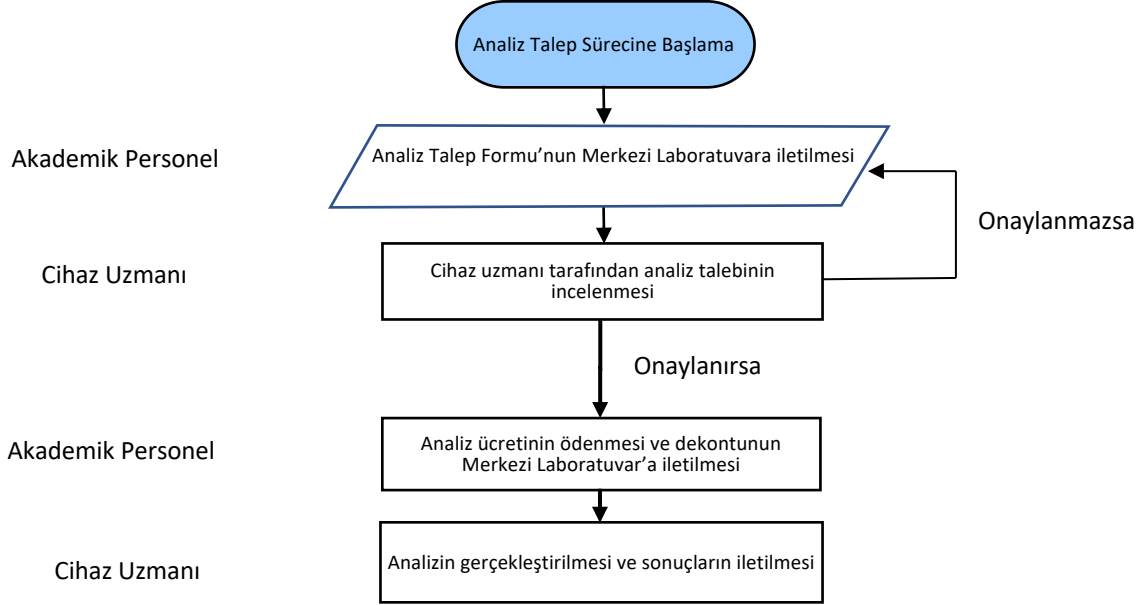 Analiz Talep Sürecine Başlama
Akademik Personel
Analiz Talep Formu’nun Merkezi Laboratuvara iletilmesi
Onaylanmazsa
Cihaz Uzmanı
Cihaz uzmanı tarafından analiz talebinin
incelenmesi
Onaylanırsa
Akademik Personel
Analiz ücretinin ödenmesi ve dekontunun
Merkezi Laboratuvar’a iletilmesi
Cihaz Uzmanı
Analizin gerçekleştirilmesi ve sonuçların iletilmesi